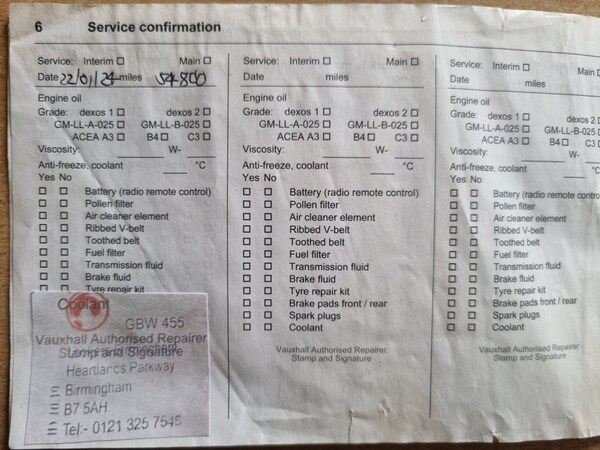 6 Service confirmation
Service: Interim Main
Date 22/01/24 miles 54800
Engine oil
Grade: dexos 1 dexos 2
GM-LL-A-025 GM-LL-B-025
ACEA A3 B4 C3
Viscosity: W-
Anti-freeze, coolant °C
Yes No
Battery (radio remote control)
Pollen filter
Air cleaner element
Ribbed V-belt
Toothed belt
Fuel filter
Transmission fluid
Brake fluid
Tyre repair kit
Coolant
GBW 455
Vauxhall Authorised Repairer
Stamp and Signature
Heartlands Parkway
Birmingham
B7 5AH
Tel:- 0121 325 7545
Service: Interim Main
Date miles
Engine oil
Grade: dexos 1 dexos 2
GM-LL-A-025 GM-LL-B-025
ACEA A3 B4 C3
Viscosity: W-
Anti-freeze, coolant °C
Yes No
Battery (radio remote control)
Pollen filter
Air cleaner element
Ribbed V-belt
Toothed belt
Fuel filter
Transmission fluid
Brake fluid
Tyre repair kit
Brake pads front / rear
Spark plugs
Coolant
Vauxhall Authorised Repairer
Stamp and Signature
Service: Interim Main
Date miles
Engine oil
Grade: dexos 1 dexos 2
GM-LL-A-025 GM-LL-B-025
ACEA A3 B4 C3
Viscosity: W-
Anti-freeze, coolant °C
Yes No
Battery (radio remote
Pollen filter
Air cleaner element
Ribbed V-belt
Toothed belt
Fuel filter
Transmission fluid
Brake fluid
Tyre repair kit
Brake pads front / rear
Spark plugs
Coolant
Vauxhall Authorised Repairer
Stamp and Signature